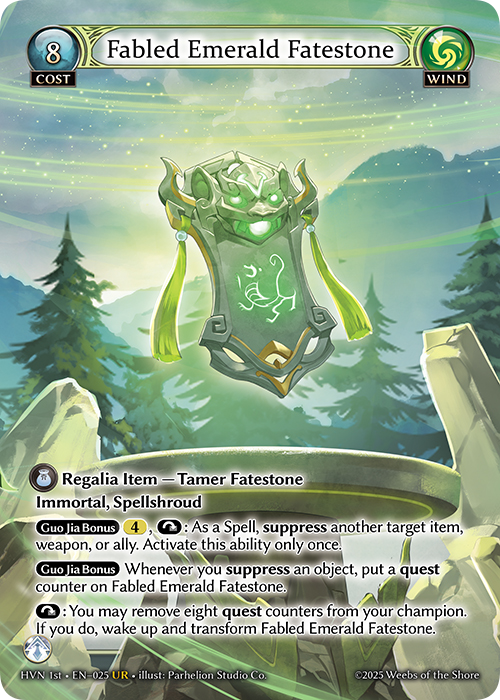 8
COST
Fabled Emerald Fatestone
WIND
Regalia Item — Tamer Fatestone
Immortal, Spellshroud
Guo Jia Bonus 4 , : As a Spell, suppress another target item,
weapon, or ally. Activate this ability only once.
Guo Jia Bonus Whenever you suppress an object, put a quest
counter on Fabled Emerald Fatestone.
: You may remove eight quest counters from your champion.
If you do, wake up and transform Fabled Emerald Fatestone.
HVN 1st • EN-025 UR • illust: Parhelion Studio Co.
©2025 Weebs of the Shore